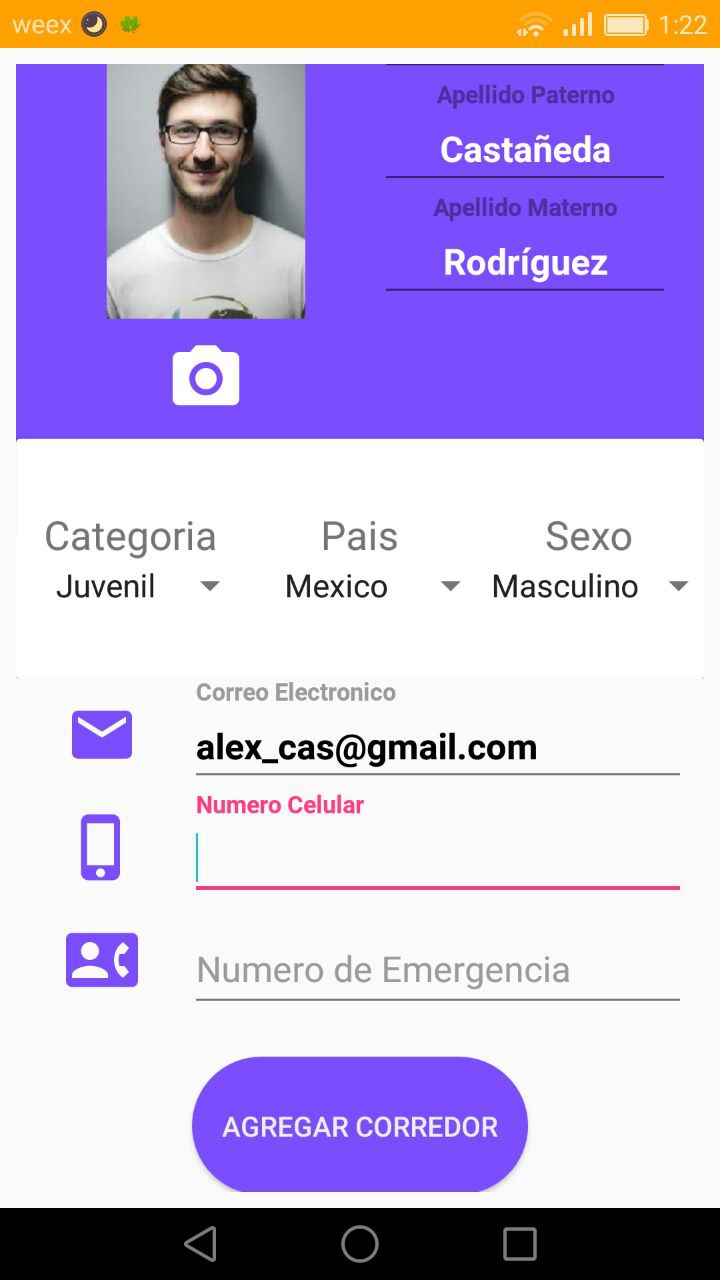 weex 1:22
Apellido Paterno
Castañeda
Apellido Materno
Rodríguez
Categoria Pais Sexo
Juvenil Mexico Masculino
Correo Electronico
alex_cas@gmail.com
Numero Celular
Numero de Emergencia
AGREGAR CORREDOR